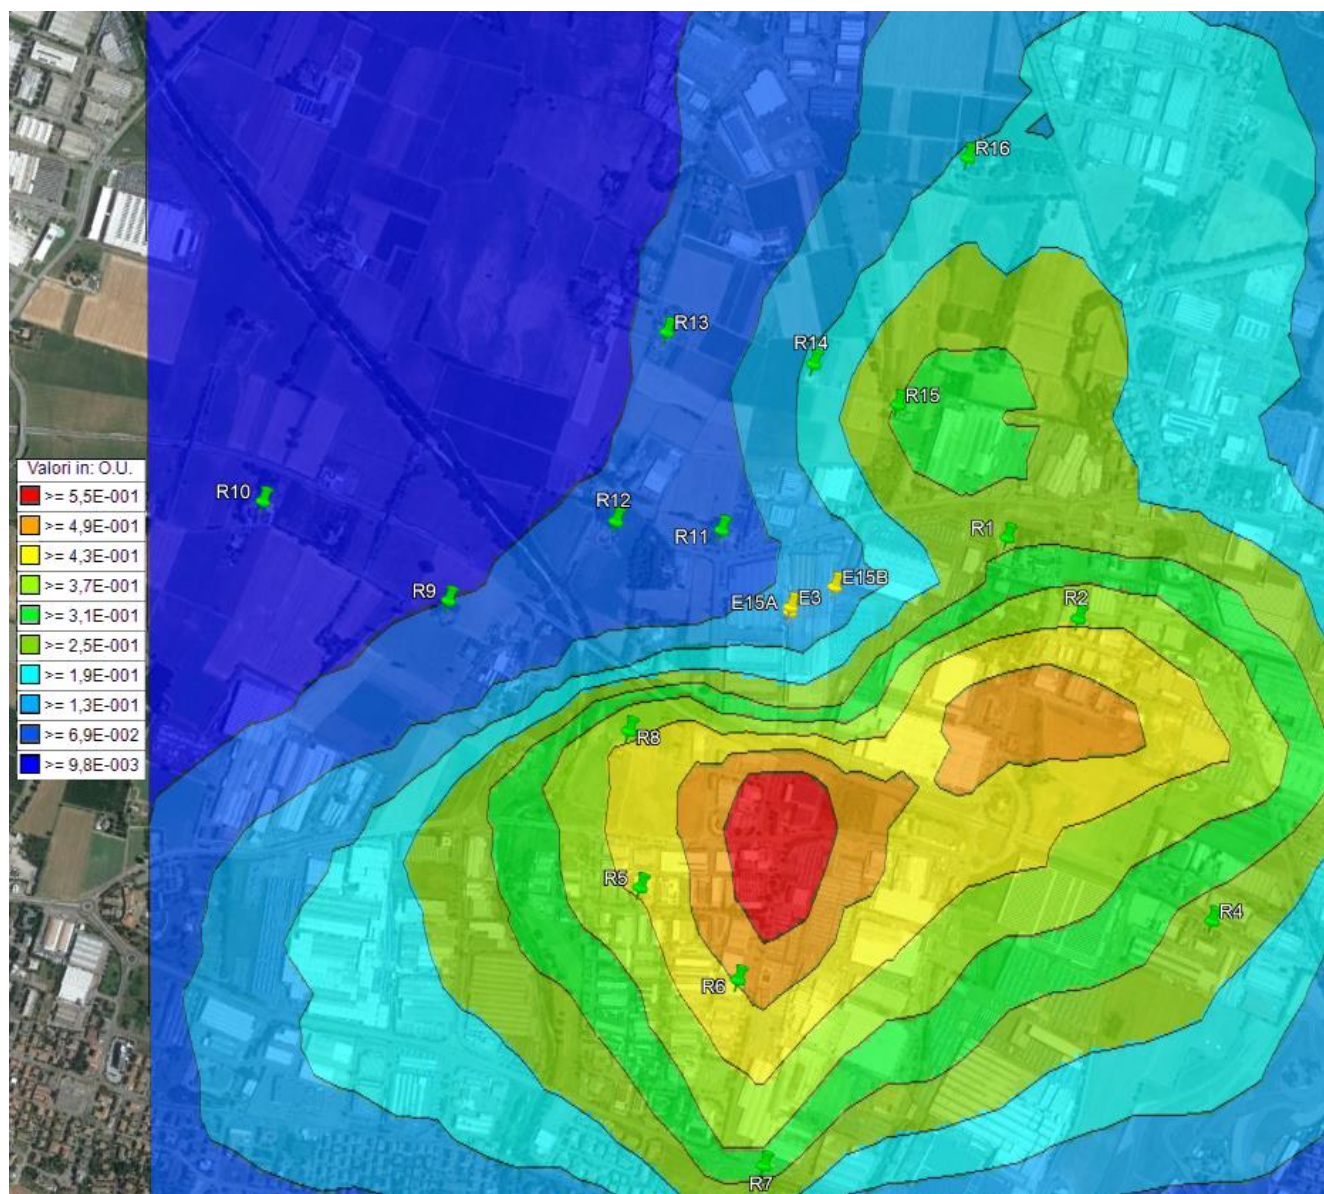 R16
R13
R14
R15
Valori in: O.U.
>= 5,5E-001
>= 4,9E-001
>= 4,3E-001
>= 3,7E-001
>= 3,1E-001
>= 2,5E-001
>= 1,9E-001
>= 1,3E-001
>= 6,9E-002
>= 9,8E-003
R10
R12
R11
R1
E15B
R9
E15A
E3
R2
R8
R5
R4
R6
R7